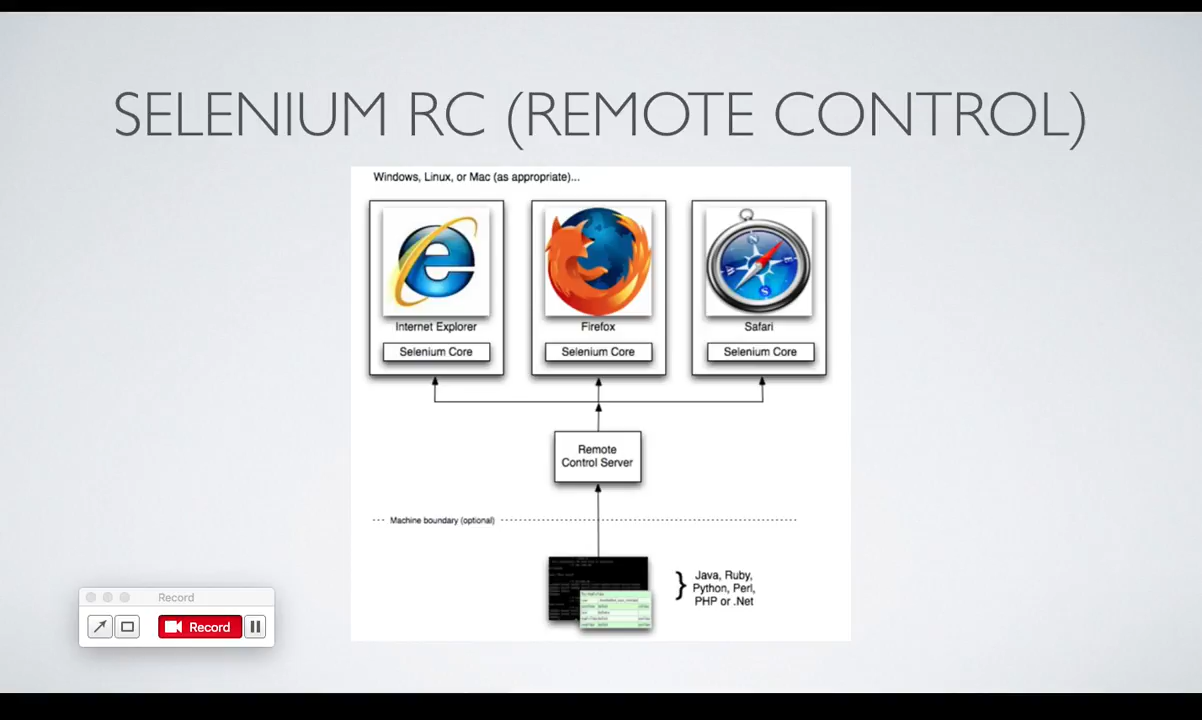 SELENIUM RC (REMOTE CONTROL)
Windows, Linux, or Mac (as appropriate)...
Internet Explorer
Selenium Core
Firefox
Selenium Core
Safari
Selenium Core
Remote
Control Server
Machine boundary (optional)
Java, Ruby,
Python, Perl,
PHP or .Net
Record
Record